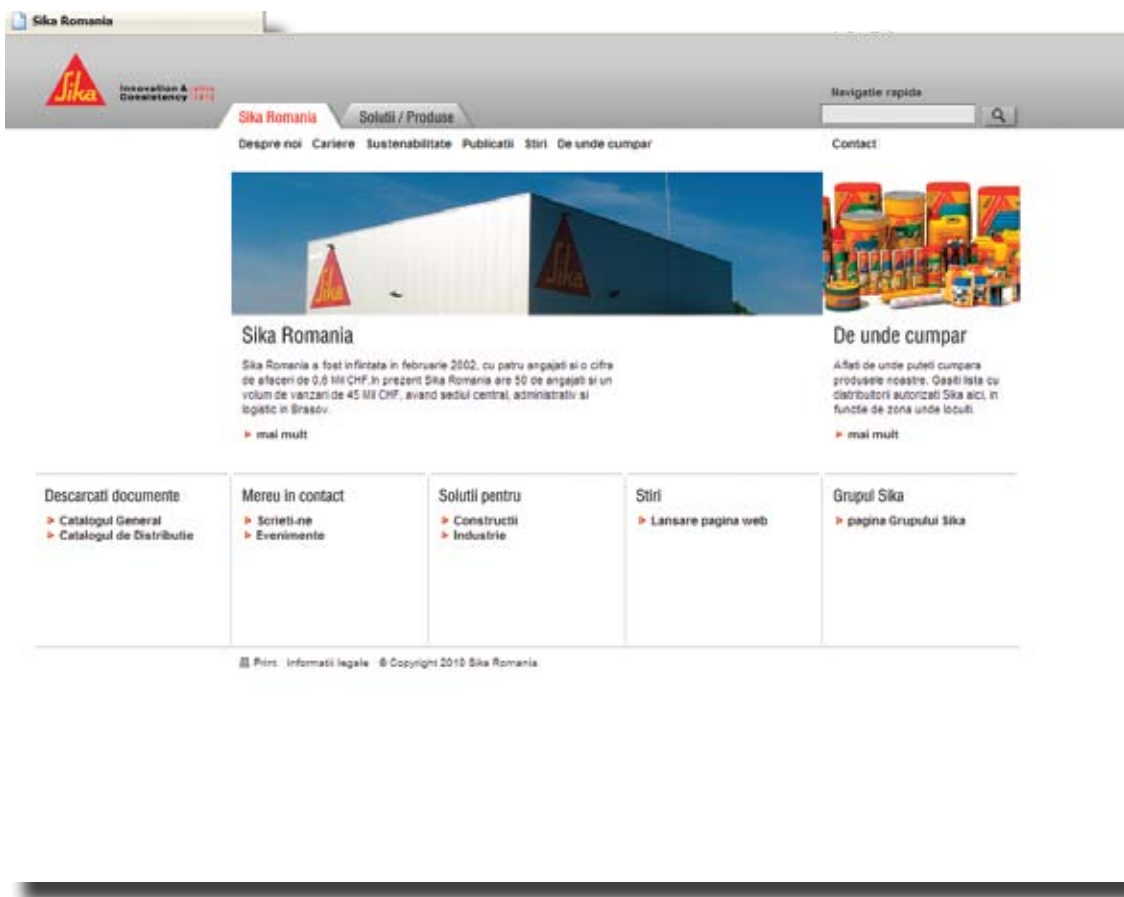 Sika Romania
Sika
Innovation & since
Consistency 1910
Navigatie rapida
Sika Romania
Solutii / Produse
Despre noi Cariere Sustenabilitate Publicatii Stiri De unde cumpar
Contact
Sika
Sika
Sika Romania
Sika Romania a fost infiintata in februarie 2002, cu patru angajati si o cifra
de afaceri de 0,8 Mil CHF.In prezent Sika Romania are 50 de angajati si un
volum de vanzari de 45 Mil CHF, avand sediul central, administrativ si
logistic in Brasov.
mai mult
De unde cumpar
Aflati de unde puteti cumpara
produsele noastre. Gasiti lista cu
distribuitorii autorizati Sika aici, in
functie de zona unde locuiti.
mai mult
Descarcati documente
Catalogul General
Catalogul de Distributie
Mereu in contact
Scrieti-ne
Evenimente
Solutii pentru
Constructii
Industrie
Stiri
Lansare pagina web
Grupul Sika
pagina Grupului Sika
Print Informatii legale © Copyright 2010 Sika Romania